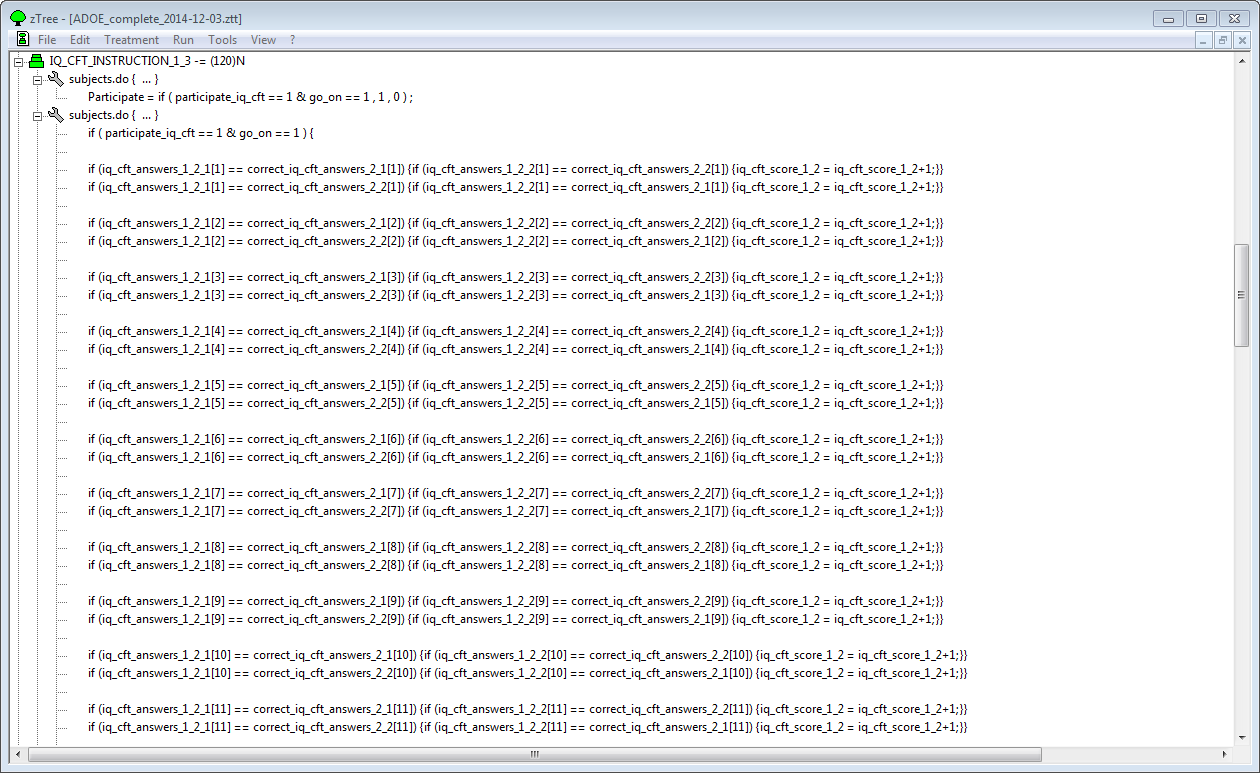 zTree - [ADOE_complete_2014-12-03.ztt]
File Edit Treatment Run Tools View ?
IQ_CFT_INSTRUCTION_1_3 -= (120)N
subjects.do { ... }
Participate = if ( participate_iq_cft == 1 & go_on == 1 , 1 , 0 ) ;
subjects.do { ... }
if ( participate_iq_cft == 1 & go_on == 1 ) {
if (iq_cft_answers_1_2_1[1] == correct_iq_cft_answers_2_1[1]) {if (iq_cft_answers_1_2_2[1] == correct_iq_cft_answers_2_2[1]) {iq_cft_score_1_2 = iq_cft_score_1_2+1;}}
if (iq_cft_answers_1_2_1[1] == correct_iq_cft_answers_2_2[1]) {if (iq_cft_answers_1_2_2[1] == correct_iq_cft_answers_2_1[1]) {iq_cft_score_1_2 = iq_cft_score_1_2+1;}}
if (iq_cft_answers_1_2_1[2] == correct_iq_cft_answers_2_1[2]) {if (iq_cft_answers_1_2_2[2] == correct_iq_cft_answers_2_2[2]) {iq_cft_score_1_2 = iq_cft_score_1_2+1;}}
if (iq_cft_answers_1_2_1[2] == correct_iq_cft_answers_2_2[2]) {if (iq_cft_answers_1_2_2[2] == correct_iq_cft_answers_2_1[2]) {iq_cft_score_1_2 = iq_cft_score_1_2+1;}}
if (iq_cft_answers_1_2_1[3] == correct_iq_cft_answers_2_1[3]) {if (iq_cft_answers_1_2_2[3] == correct_iq_cft_answers_2_2[3]) {iq_cft_score_1_2 = iq_cft_score_1_2+1;}}
if (iq_cft_answers_1_2_1[3] == correct_iq_cft_answers_2_2[3]) {if (iq_cft_answers_1_2_2[3] == correct_iq_cft_answers_2_1[3]) {iq_cft_score_1_2 = iq_cft_score_1_2+1;}}
if (iq_cft_answers_1_2_1[4] == correct_iq_cft_answers_2_1[4]) {if (iq_cft_answers_1_2_2[4] == correct_iq_cft_answers_2_2[4]) {iq_cft_score_1_2 = iq_cft_score_1_2+1;}}
if (iq_cft_answers_1_2_1[4] == correct_iq_cft_answers_2_2[4]) {if (iq_cft_answers_1_2_2[4] == correct_iq_cft_answers_2_1[4]) {iq_cft_score_1_2 = iq_cft_score_1_2+1;}}
if (iq_cft_answers_1_2_1[5] == correct_iq_cft_answers_2_1[5]) {if (iq_cft_answers_1_2_2[5] == correct_iq_cft_answers_2_2[5]) {iq_cft_score_1_2 = iq_cft_score_1_2+1;}}
if (iq_cft_answers_1_2_1[5] == correct_iq_cft_answers_2_2[5]) {if (iq_cft_answers_1_2_2[5] == correct_iq_cft_answers_2_1[5]) {iq_cft_score_1_2 = iq_cft_score_1_2+1;}}
if (iq_cft_answers_1_2_1[6] == correct_iq_cft_answers_2_1[6]) {if (iq_cft_answers_1_2_2[6] == correct_iq_cft_answers_2_2[6]) {iq_cft_score_1_2 = iq_cft_score_1_2+1;}}
if (iq_cft_answers_1_2_1[6] == correct_iq_cft_answers_2_2[6]) {if (iq_cft_answers_1_2_2[6] == correct_iq_cft_answers_2_1[6]) {iq_cft_score_1_2 = iq_cft_score_1_2+1;}}
if (iq_cft_answers_1_2_1[7] == correct_iq_cft_answers_2_1[7]) {if (iq_cft_answers_1_2_2[7] == correct_iq_cft_answers_2_2[7]) {iq_cft_score_1_2 = iq_cft_score_1_2+1;}}
if (iq_cft_answers_1_2_1[7] == correct_iq_cft_answers_2_2[7]) {if (iq_cft_answers_1_2_2[7] == correct_iq_cft_answers_2_1[7]) {iq_cft_score_1_2 = iq_cft_score_1_2+1;}}
if (iq_cft_answers_1_2_1[8] == correct_iq_cft_answers_2_1[8]) {if (iq_cft_answers_1_2_2[8] == correct_iq_cft_answers_2_2[8]) {iq_cft_score_1_2 = iq_cft_score_1_2+1;}}
if (iq_cft_answers_1_2_1[8] == correct_iq_cft_answers_2_2[8]) {if (iq_cft_answers_1_2_2[8] == correct_iq_cft_answers_2_1[8]) {iq_cft_score_1_2 = iq_cft_score_1_2+1;}}
if (iq_cft_answers_1_2_1[9] == correct_iq_cft_answers_2_1[9]) {if (iq_cft_answers_1_2_2[9] == correct_iq_cft_answers_2_2[9]) {iq_cft_score_1_2 = iq_cft_score_1_2+1;}}
if (iq_cft_answers_1_2_1[9] == correct_iq_cft_answers_2_2[9]) {if (iq_cft_answers_1_2_2[9] == correct_iq_cft_answers_2_1[9]) {iq_cft_score_1_2 = iq_cft_score_1_2+1;}}
if (iq_cft_answers_1_2_1[10] == correct_iq_cft_answers_2_1[10]) {if (iq_cft_answers_1_2_2[10] == correct_iq_cft_answers_2_2[10]) {iq_cft_score_1_2 = iq_cft_score_1_2+1;}}
if (iq_cft_answers_1_2_1[10] == correct_iq_cft_answers_2_2[10]) {if (iq_cft_answers_1_2_2[10] == correct_iq_cft_answers_2_1[10]) {iq_cft_score_1_2 = iq_cft_score_1_2+1;}}
if (iq_cft_answers_1_2_1[11] == correct_iq_cft_answers_2_1[11]) {if (iq_cft_answers_1_2_2[11] == correct_iq_cft_answers_2_2[11]) {iq_cft_score_1_2 = iq_cft_score_1_2+1;}}
if (iq_cft_answers_1_2_1[11] == correct_iq_cft_answers_2_2[11]) {if (iq_cft_answers_1_2_2[11] == correct_iq_cft_answers_2_1[11]) {iq_cft_score_1_2 = iq_cft_score_1_2+1;}}